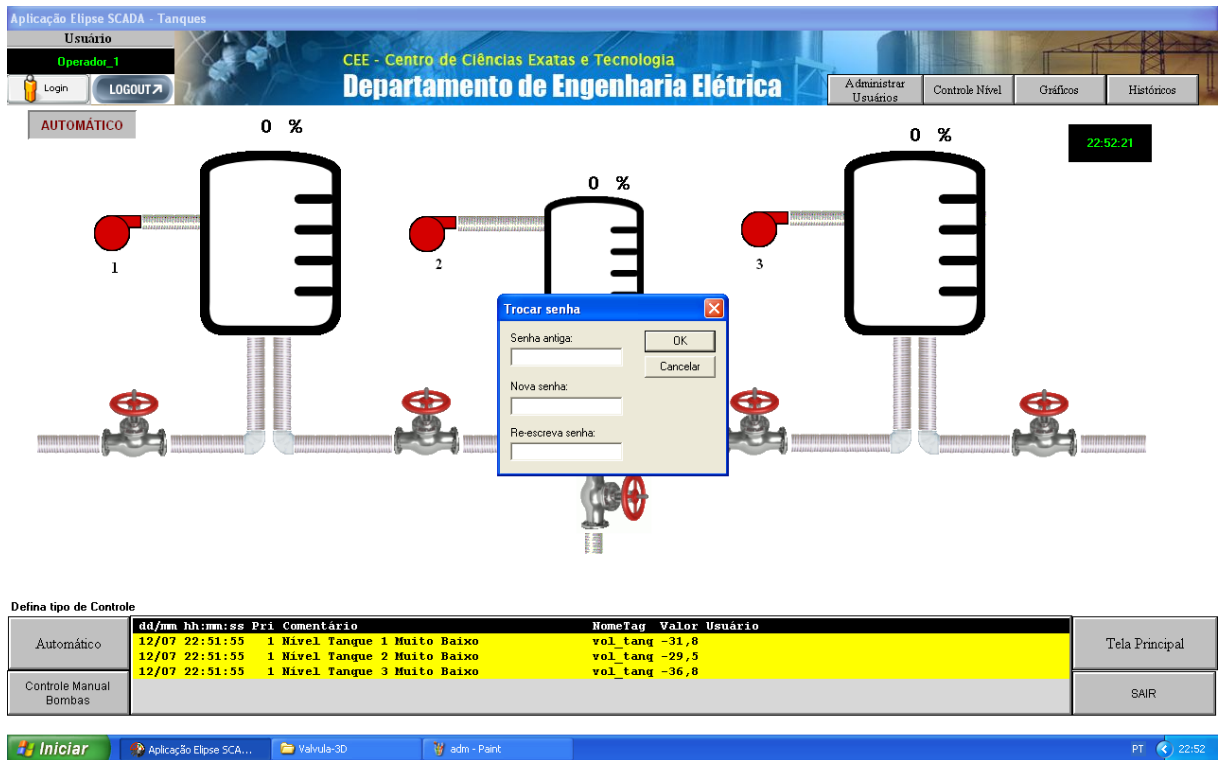 Aplicação Elipse SCADA - Tanques
Usuário
Operador_1
Login
LOGOUT
CEE - Centro de Ciências Exatas e Tecnologia
Departamento de Engenharia Elétrica
Administrar
Usuários
Controle Nível
Gráficos
Históricos
AUTOMÁTICO
0 %
0 %
0 %
22:52:21
1
2
3
Trocar senha
Senha antiga:
OK
Cancelar
Nova senha:
Re-escreva senha:
Defina tipo de Controle
Automático
Controle Manual
Bombas
dd/mm hh:mm:ss Pri Comentário NomeTag Valor Usuário
12/07 22:51:55 1 Nível Tanque 1 Muito Baixo vol_tanq -31,8
12/07 22:51:55 1 Nível Tanque 2 Muito Baixo vol_tanq -29,5
12/07 22:51:55 1 Nível Tanque 3 Muito Baixo vol_tanq -36,8
Tela Principal
SAIR
Iniciar
Aplicação Elipse SCA...
Valvula-3D
adm - Paint
PT
22:52